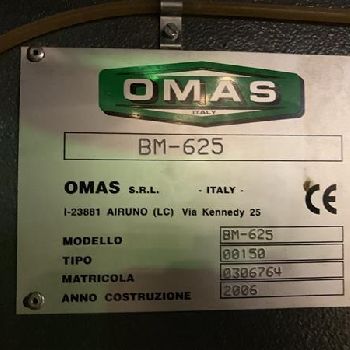 OMAS
ITALY
BM-625
OMAS S.R.L. - ITALY -
I-23881 AIRUNO (LC) Via Kennedy 25
CE
MODELLO BM-625
TIPO 00150
MATRICOLA 0306764
ANNO COSTRUZIONE 2006